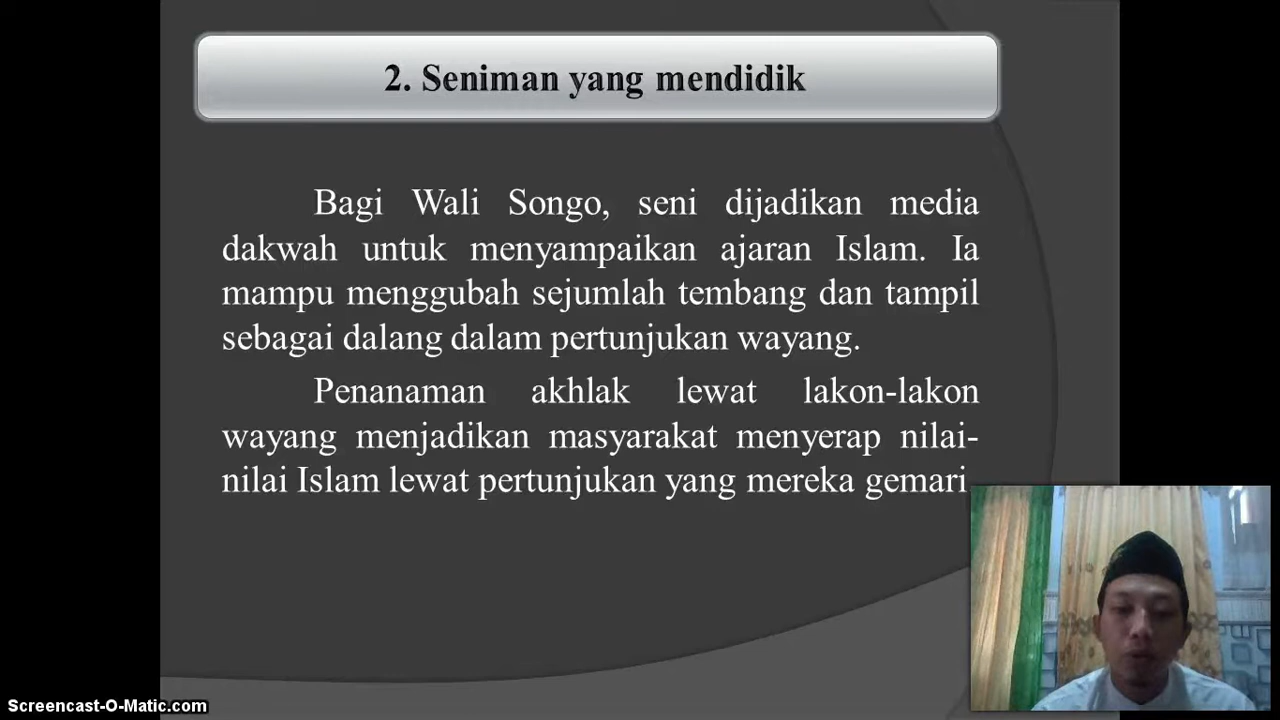 2. Seniman yang mendidik
Bagi Wali Songo, seni dijadikan media
dakwah untuk menyampaikan ajaran Islam. Ia
mampu menggubah sejumlah tembang dan tampil
sebagai dalang dalam pertunjukan wayang.
Penanaman akhlak lewat lakon-lakon
wayang menjadikan masyarakat menyerap nilai-
nilai Islam lewat pertunjukan yang mereka gemari.
Screencast-O-Matic.com